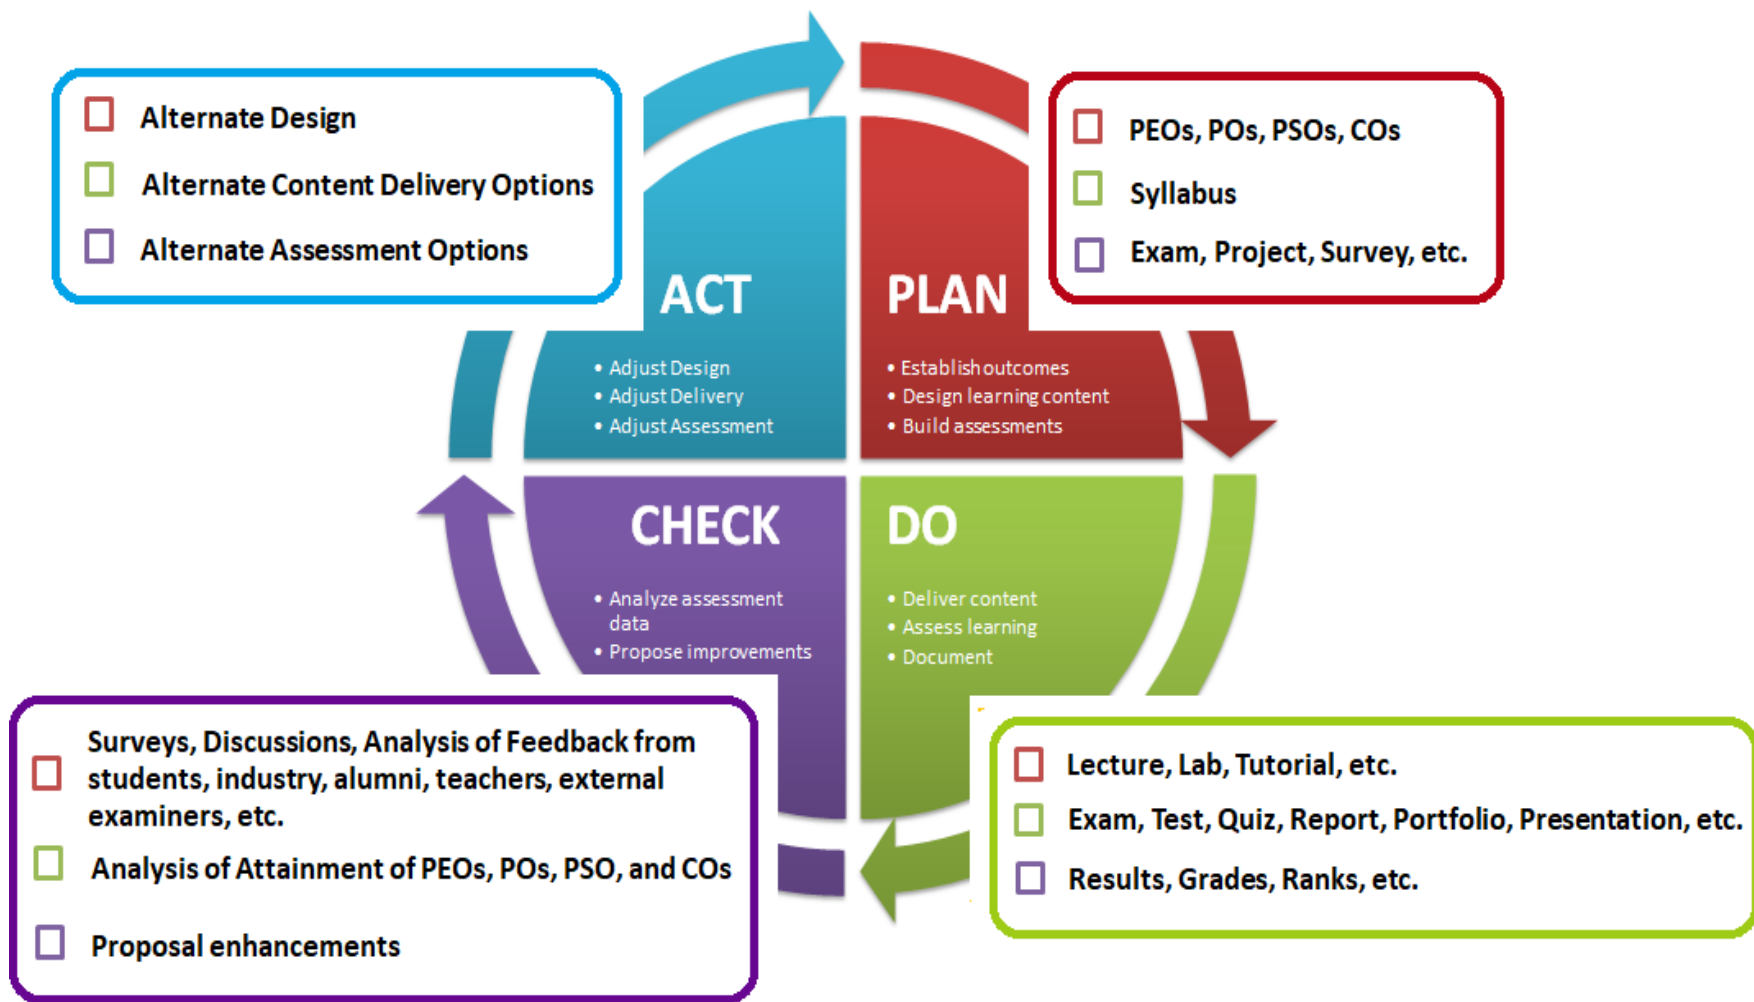 Alternate Design
Alternate Content Delivery Options
Alternate Assessment Options
PEOs, POs, PSOs, COs
Syllabus
Exam, Project, Survey, etc.
ACT
• Adjust Design
• Adjust Delivery
• Adjust Assessment
PLAN
• Establish outcomes
• Design learning content
• Build assessments
CHECK
• Analyze assessment
data
• Propose improvements
DO
• Deliver content
• Assess learning
• Document
Surveys, Discussions, Analysis of Feedback from
students, industry, alumni, teachers, external
examiners, etc.
Analysis of Attainment of PEOs, POs, PSO, and COs
Proposal enhancements
Lecture, Lab, Tutorial, etc.
Exam, Test, Quiz, Report, Portfolio, Presentation, etc.
Results, Grades, Ranks, etc.